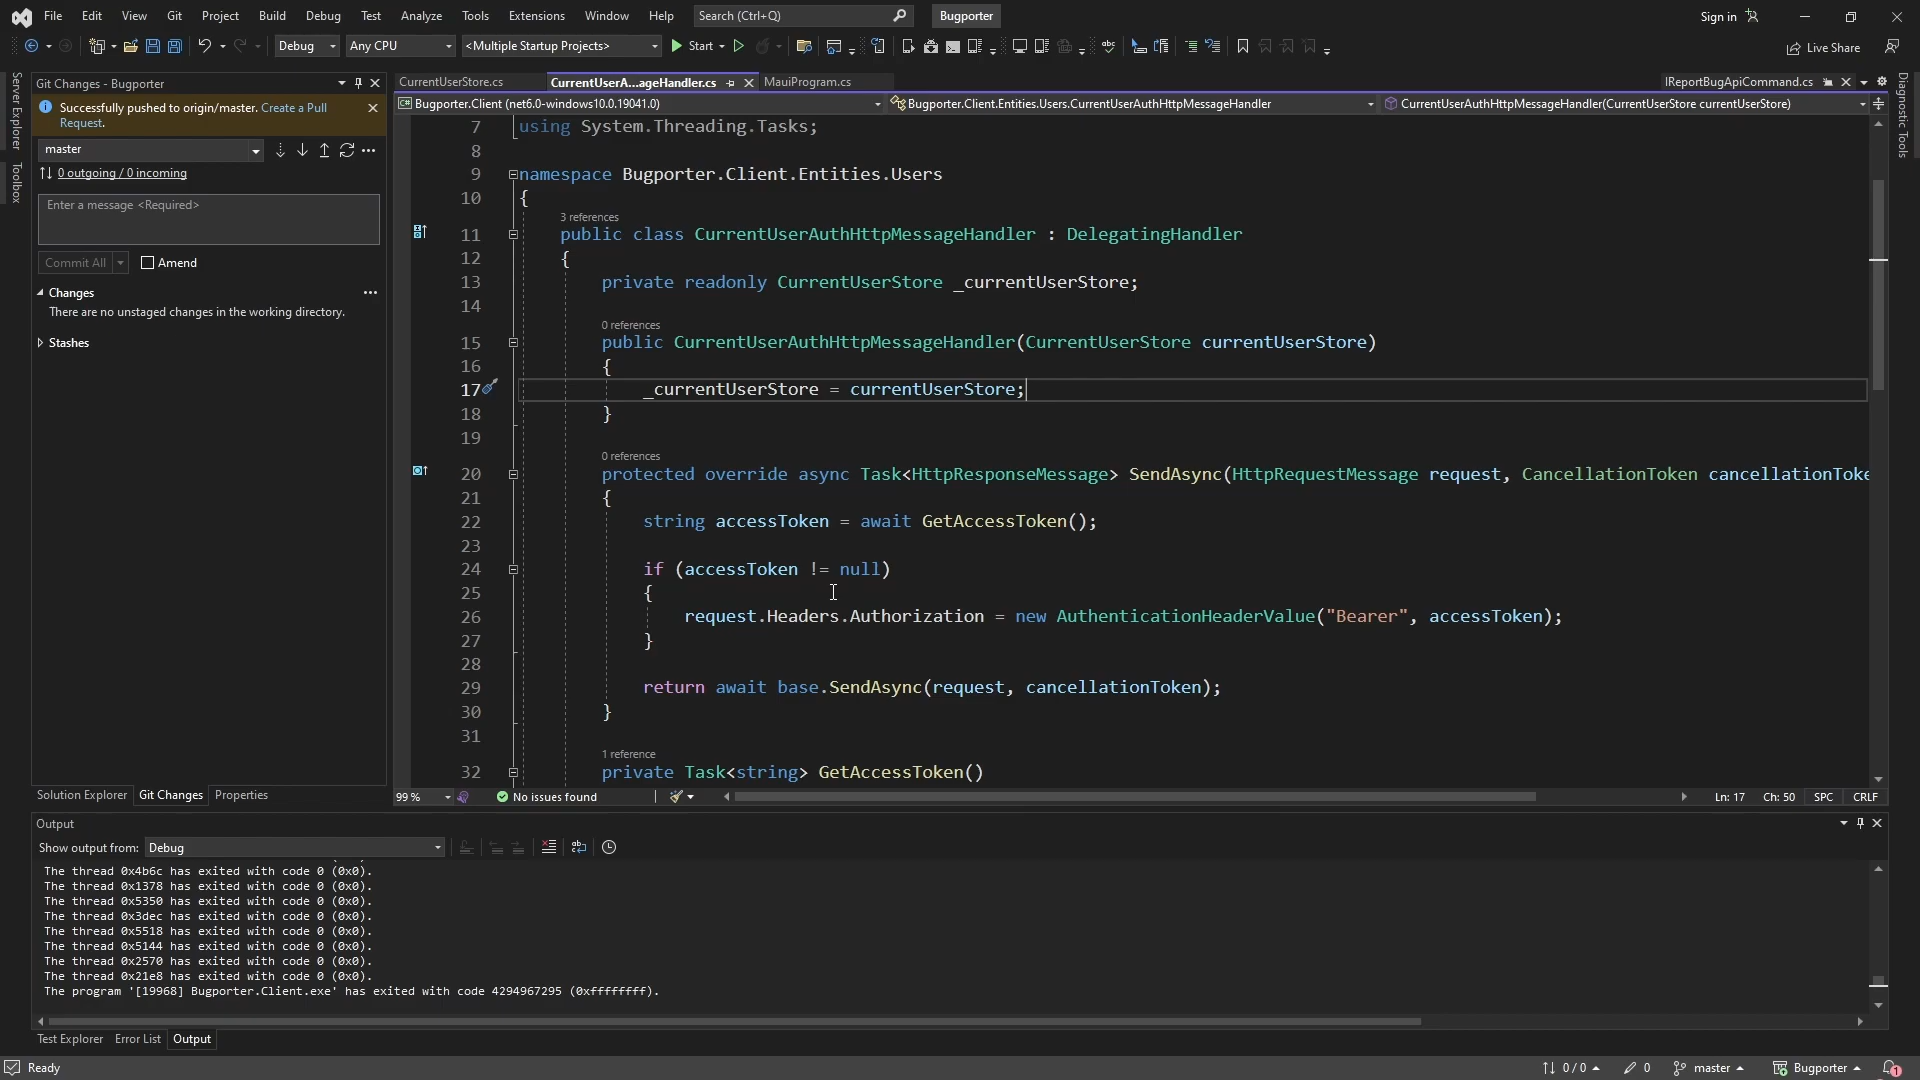 File Edit View Git Project Build Debug Test Analyze Tools Extensions Window Help Search (Ctrl+Q) Bugporter Sign in
Debug Any CPU <Multiple Startup Projects> Start Live Share
Server Explorer
Toolbox
Git Changes - Bugporter
Successfully pushed to origin/master. Create a Pull
Request.
master
0 outgoing / 0 incoming
Enter a message <Required>
Commit All Amend
Changes
There are no unstaged changes in the working directory.
Stashes
Solution Explorer Git Changes Properties
CurrentUserStore.cs CurrentUserA...ageHandler.cs MauiProgram.cs IReportBugApiCommand.cs
Bugporter.Client (net6.0-windows10.0.19041.0) Bugporter.Client.Entities.Users.CurrentUserAuthHttpMessageHandler CurrentUserAuthHttpMessageHandler(CurrentUserStore currentUserStore)
7 using System.Threading.Tasks;
8
9 namespace Bugporter.Client.Entities.Users
10 {
3 references
11 public class CurrentUserAuthHttpMessageHandler : DelegatingHandler
12 {
13 private readonly CurrentUserStore _currentUserStore;
14
0 references
15 public CurrentUserAuthHttpMessageHandler(CurrentUserStore currentUserStore)
16 {
17 _currentUserStore = currentUserStore;
18 }
19
0 references
20 protected override async Task<HttpResponseMessage> SendAsync(HttpRequestMessage request, CancellationToken cancellationToke
21 {
22 string accessToken = await GetAccessToken();
23
24 if (accessToken != null)
25 {
26 request.Headers.Authorization = new AuthenticationHeaderValue("Bearer", accessToken);
27 }
28
29 return await base.SendAsync(request, cancellationToken);
30 }
31
1 reference
32 private Task<string> GetAccessToken()
99 % No issues found Ln: 17 Ch: 50 SPC CRLF
Diagnostic Tools
Output
Show output from: Debug
The thread 0x4b6c has exited with code 0 (0x0).
The thread 0x1378 has exited with code 0 (0x0).
The thread 0x5350 has exited with code 0 (0x0).
The thread 0x3dec has exited with code 0 (0x0).
The thread 0x5518 has exited with code 0 (0x0).
The thread 0x5144 has exited with code 0 (0x0).
The thread 0x2570 has exited with code 0 (0x0).
The thread 0x21e8 has exited with code 0 (0x0).
The program '[19968] Bugporter.Client.exe' has exited with code 4294967295 (0xffffffff).
Test Explorer Error List Output
Ready 0 / 0 0 master Bugporter 1